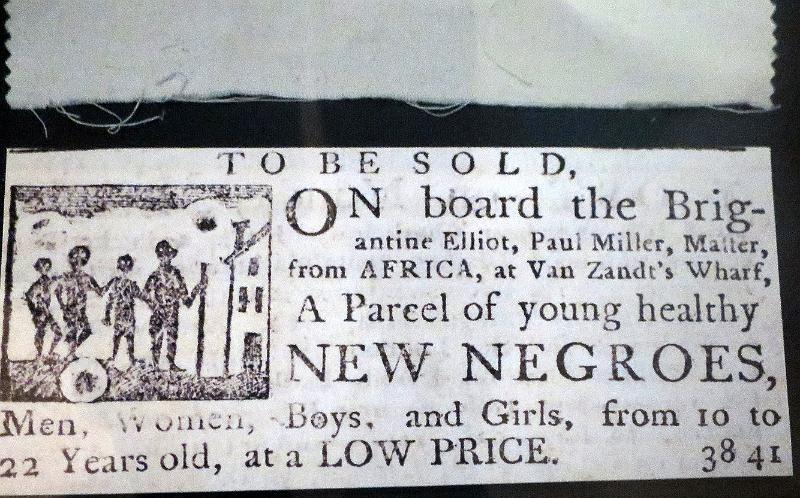 TO BE SOLD,
ON board the Brig-
antine Elliot, Paul Miller, Maſter,
from AFRICA, at Van Zandt's Wharf,
A Parcel of young healthy
NEW NEGROES,
Men, Women, Boys, and Girls, from 10 to
22 Years old, at a LOW PRICE. 38 41